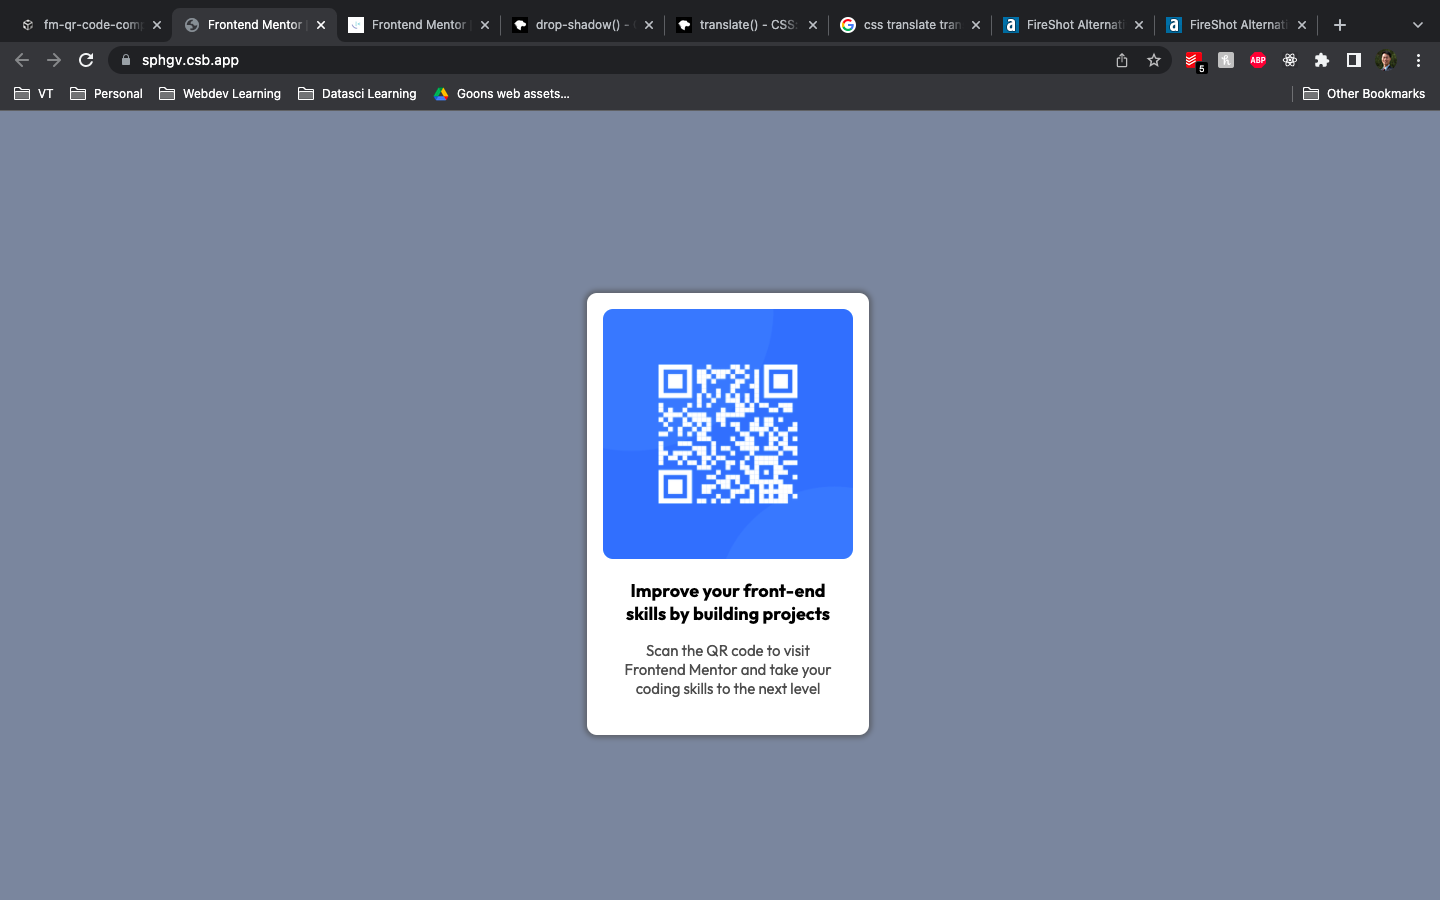 fm-qr-code-comp
Frontend Mentor |
Frontend Mentor |
drop-shadow() - C
translate() - CSS:
css translate tran
FireShot Alternati
FireShot Alternati
sphgv.csb.app
5
ABP
VT
Personal
Webdev Learning
Datasci Learning
Goons web assets...
Other Bookmarks
Improve your front-end
skills by building projects
Scan the QR code to visit
Frontend Mentor and take your
coding skills to the next level